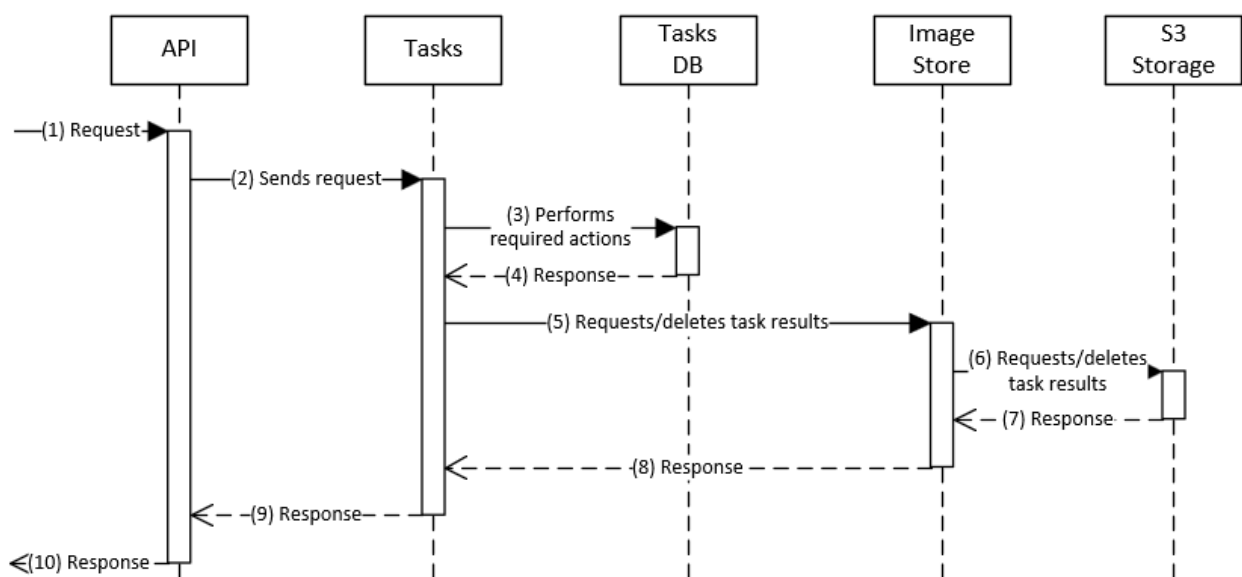 API
Tasks
Tasks
DB
Image
Store
S3
Storage
(1) Request
(2) Sends request
(3) Performs
required actions
(4) Response
(5) Requests/deletes task results
(6) Requests/deletes
task results
(7) Response
(8) Response
(9) Response
(10) Response